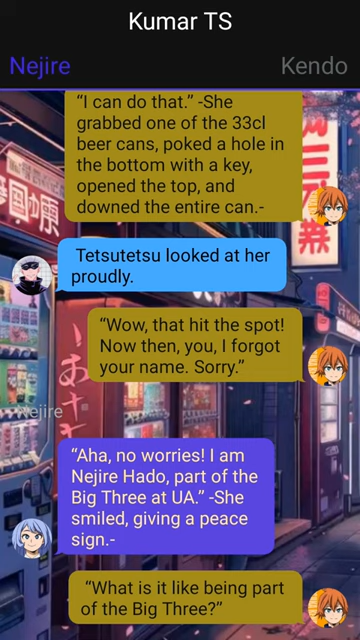 Kumar TS
Nejire
Kendo
“I can do that.” -She
grabbed one of the 33cl
beer cans, poked a hole in
the bottom with a key,
opened the top, and
downed the entire can.-
Tetsutetsu looked at her
proudly.
“Wow, that hit the spot!
Now then, you, I forgot
your name. Sorry.”
Nejire
“Aha, no worries! I am
Nejire Hado, part of the
Big Three at UA.” -She
smiled, giving a peace
sign.-
“What is it like being part
of the Big Three?”